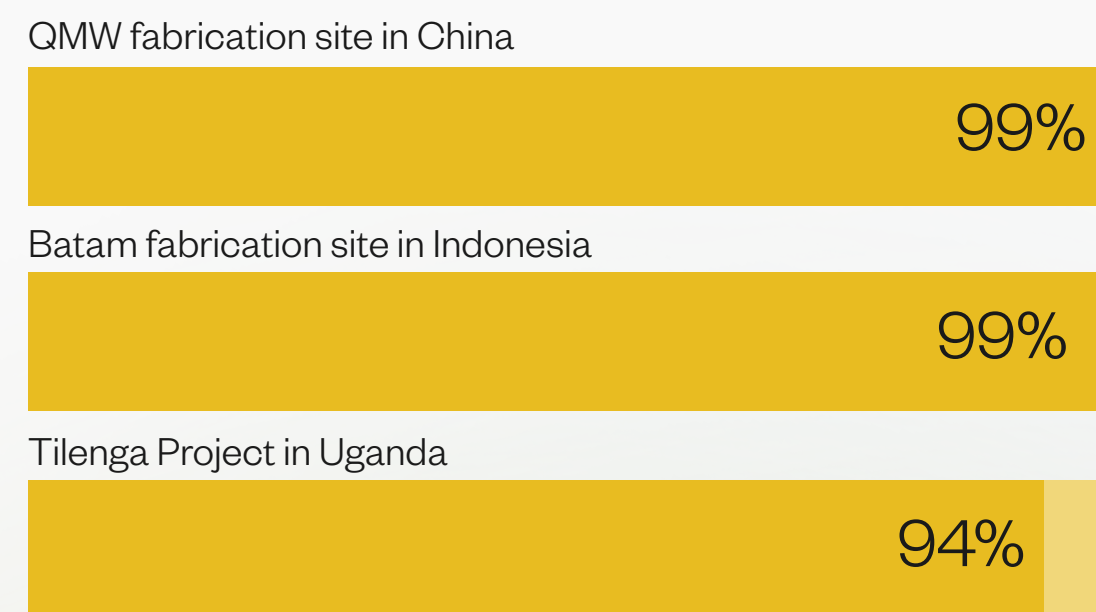 QMW fabrication site in China
99%
Batam fabrication site in Indonesia
99%
Tilenga Project in Uganda
94%